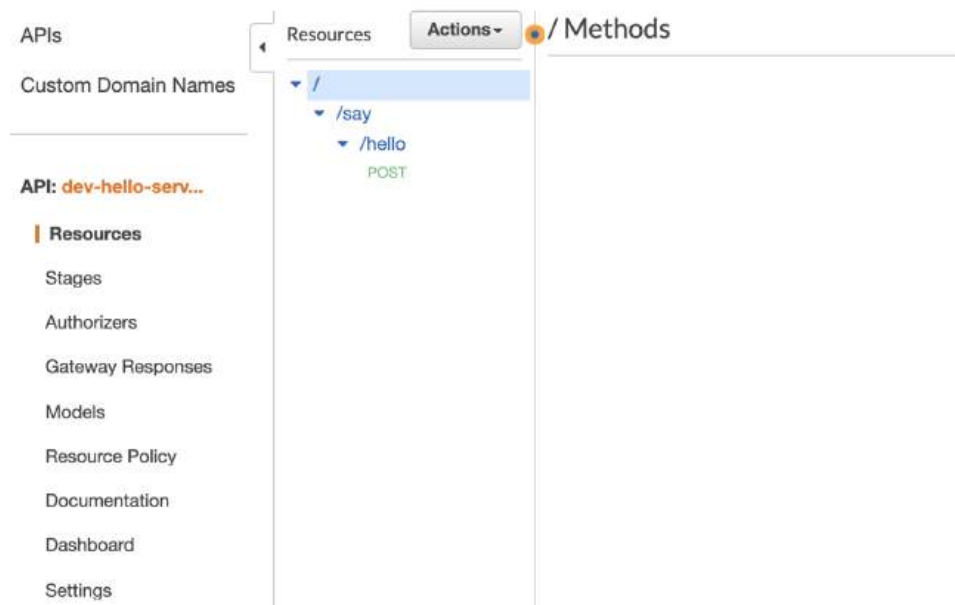 APIs
Custom Domain Names
API: dev-hello-serv...
Resources
Stages
Authorizers
Gateway Responses
Models
Resource Policy
Documentation
Dashboard
Settings
Resources
Actions
/
/say
/hello
POST
/ Methods